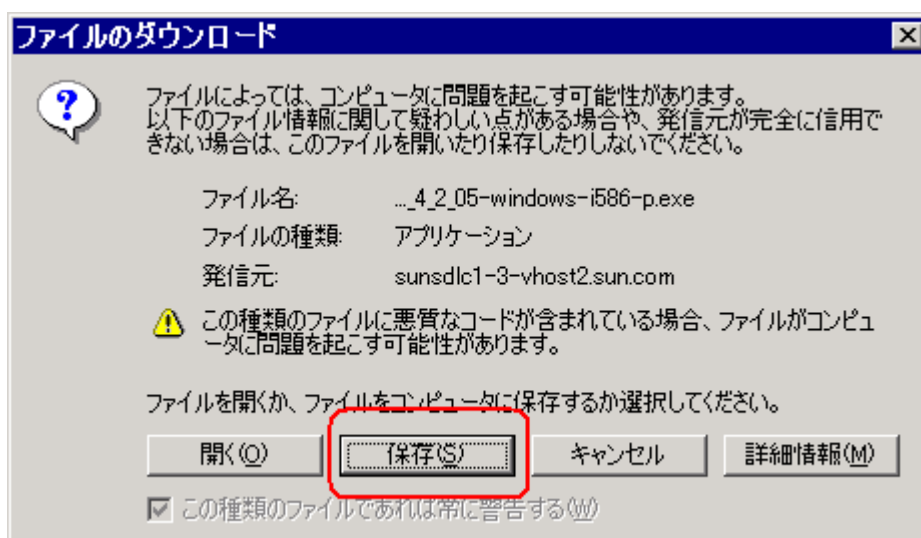 ファイルのダウンロード
ファイルによっては、コンピュータに問題を起こす可能性があります。
以下のファイル情報に関して疑わしい点がある場合や、発信元が完全に信用で
きない場合は、このファイルを開いたり保存したりしないでください。
ファイル名: ..._4_2_05-windows-i586-p.exe
ファイルの種類: アプリケーション
発信元: sunsdlc1-3-vhost2.sun.com
この種類のファイルに悪質なコードが含まれている場合、ファイルがコンピュ
ータに問題を起こす可能性があります。
ファイルを開くか、ファイルをコンピュータに保存するか選択してください。
開く(O) 保存(S) キャンセル 詳細情報(M)
この種類のファイルであれば常に警告する(W)